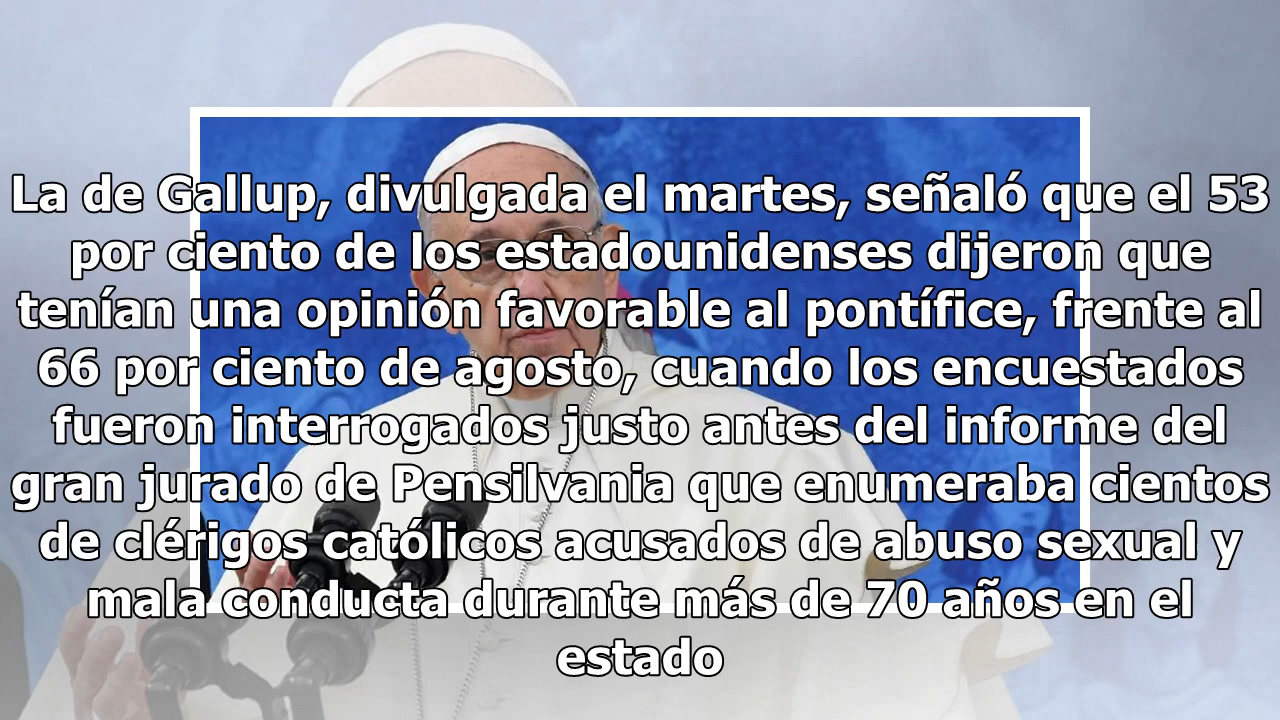 La de Gallup, divulgada el martes, señaló que el 53
por ciento de los estadounidenses dijeron que
tenían una opinión favorable al pontífice, frente al
66 por ciento de agosto, cuando los encuestados
fueron interrogados justo antes del informe del
gran jurado de Pensilvania que enumeraba cientos
de clérigos católicos acusados de abuso sexual y
mala conducta durante más de 70 años en el
estado